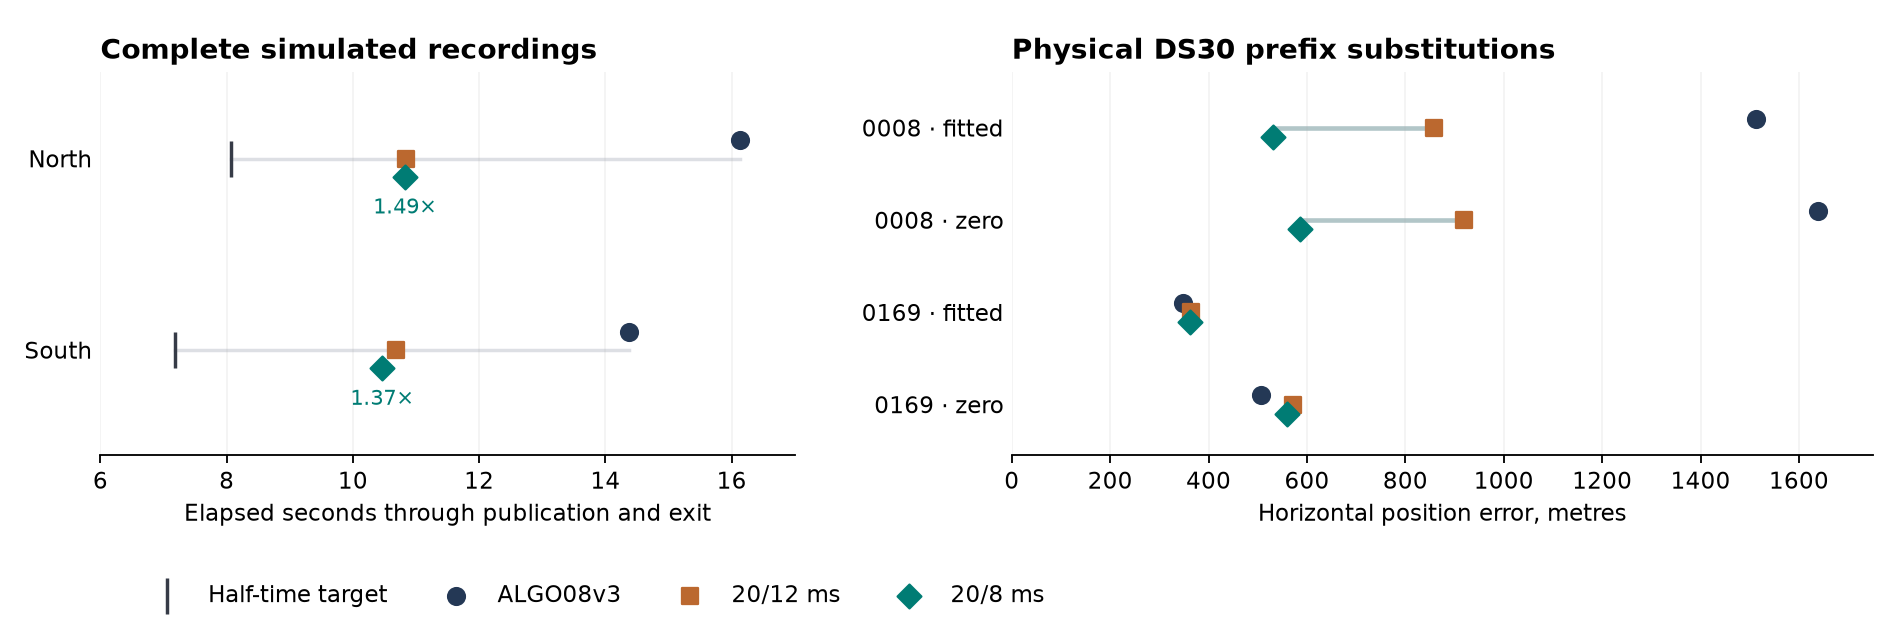 Complete simulated recordings
North
1.49×
South
1.37×
6 8 10 12 14 16
Elapsed seconds through publication and exit
Physical DS30 prefix substitutions
0008 · fitted
0008 · zero
0169 · fitted
0169 · zero
0 200 400 600 800 1000 1200 1400 1600
Horizontal position error, metres
Half-time target ALGO08v3 20/12 ms 20/8 ms